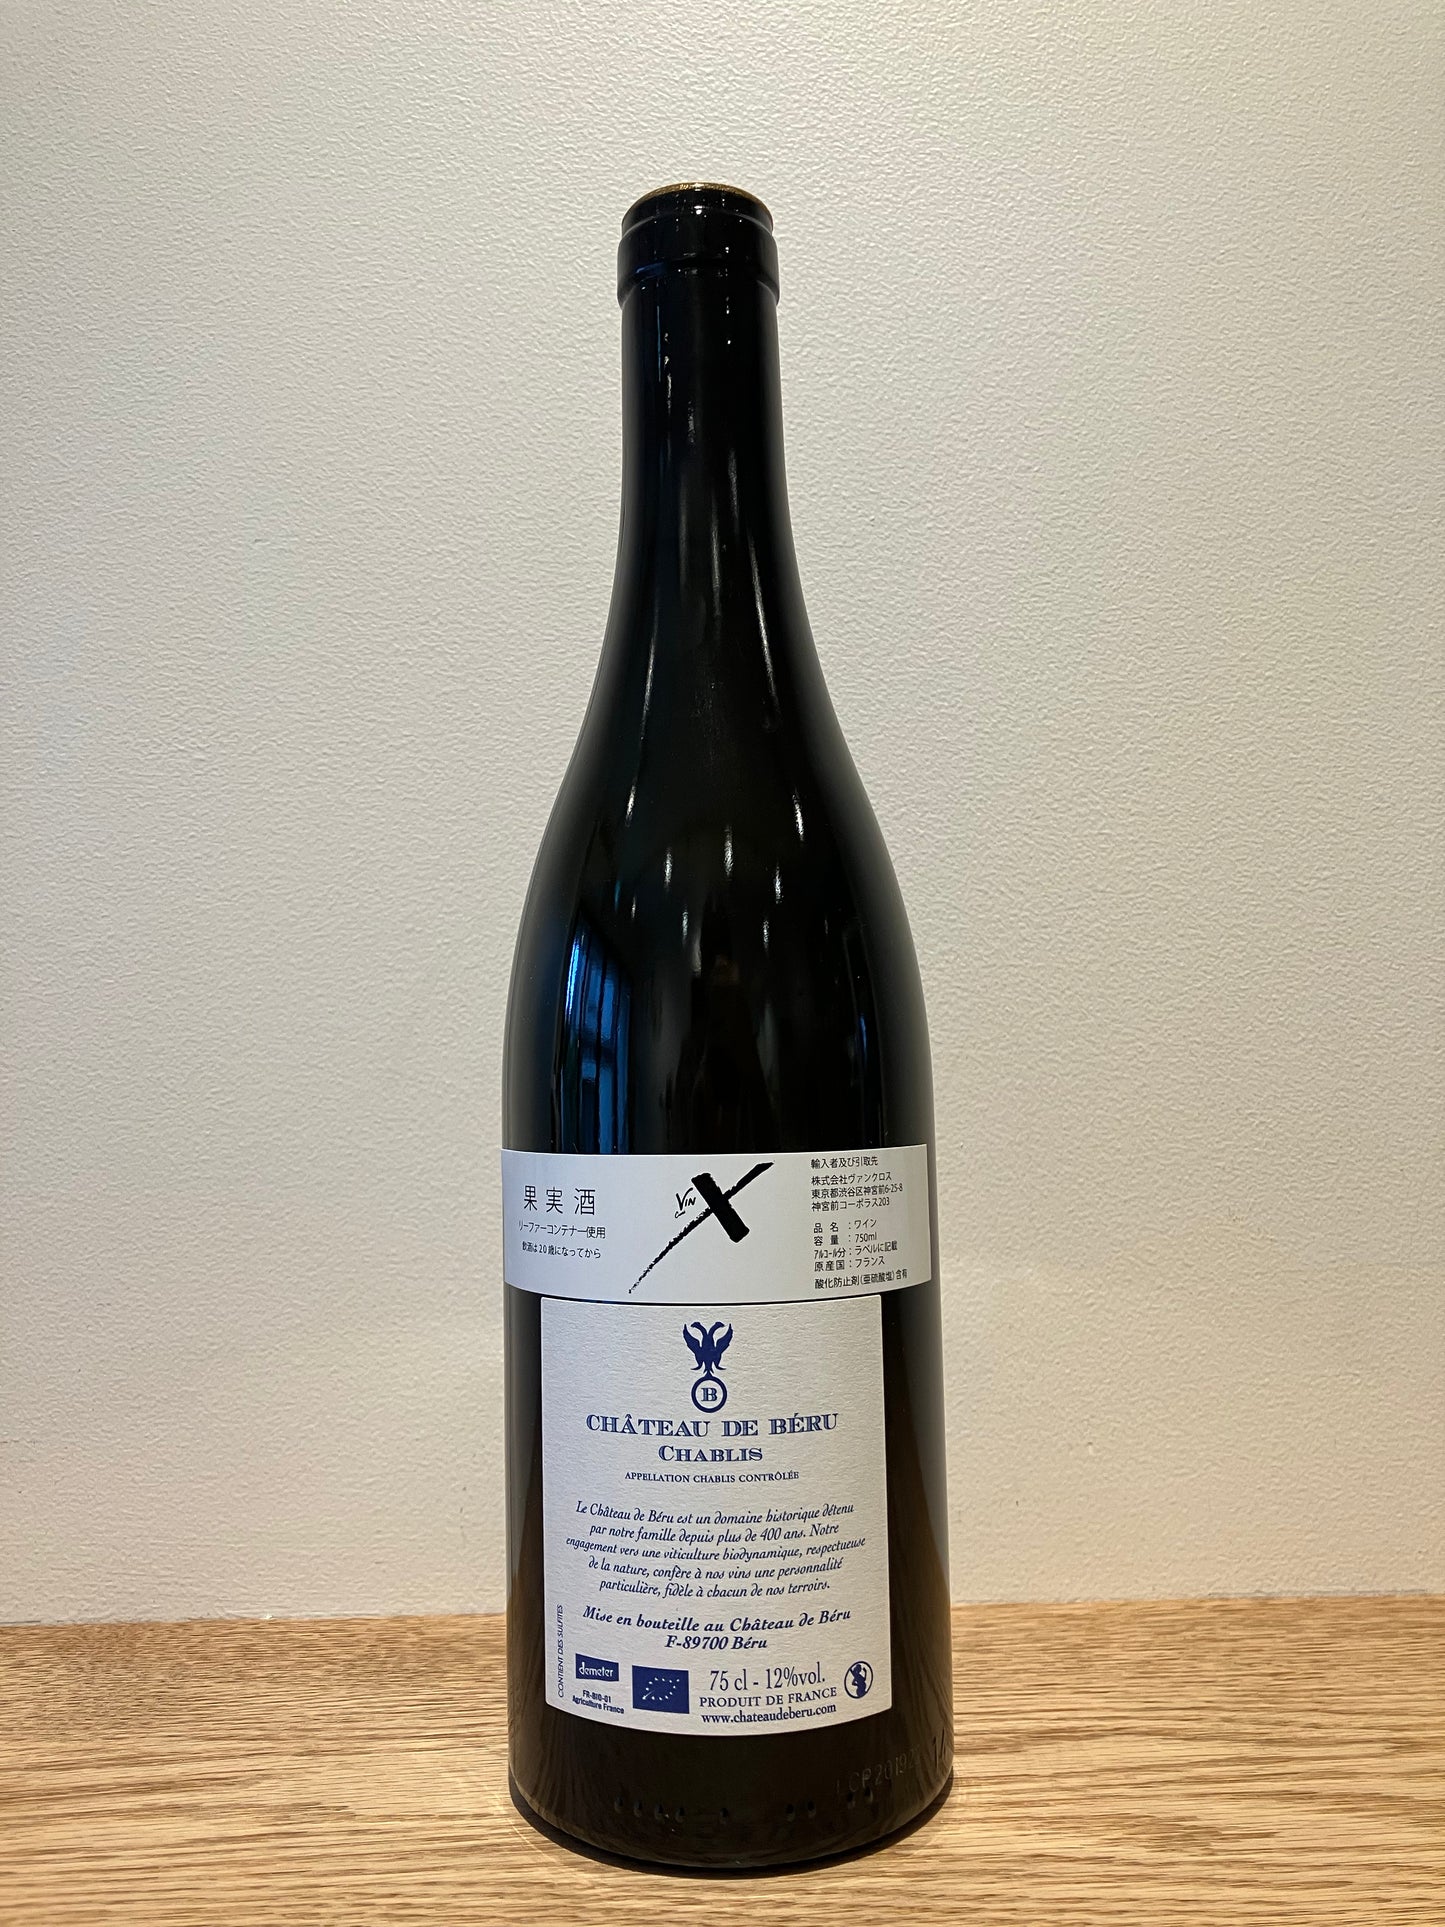 果実酒
リーファーコンテナー使用
飲酒は20歳になってから
VIN
輸入者及び引取先
株式会社ヴァンクロス
東京都渋谷区神宮前6-25-8
神宮前コーポラス203
品名：ワイン
容量：750ml
アルコール分：ラベルに記載
原産国：フランス
酸化防止剤(亜硫酸塩)含有
B
CHÂTEAU DE BÉRU
CHABLIS
APPELLATION CHABLIS CONTRÔLÉE
Le Château de Béru est un domaine historique détenu
par notre famille depuis plus de 400 ans. Notre
engagement vers une viticulture biodynamique, respectueuse
de la nature, confère à nos vins une personnalité
particulière, fidèle à chacun de nos terroirs.
Mise en bouteille au Château de Béru
F-89700 Béru
CONTIENT DES SULFITES
demeter
FR-BIO-01
Agriculture France
75 cl - 12%vol.
PRODUIT DE FRANCE
www.chateaudeberu.com